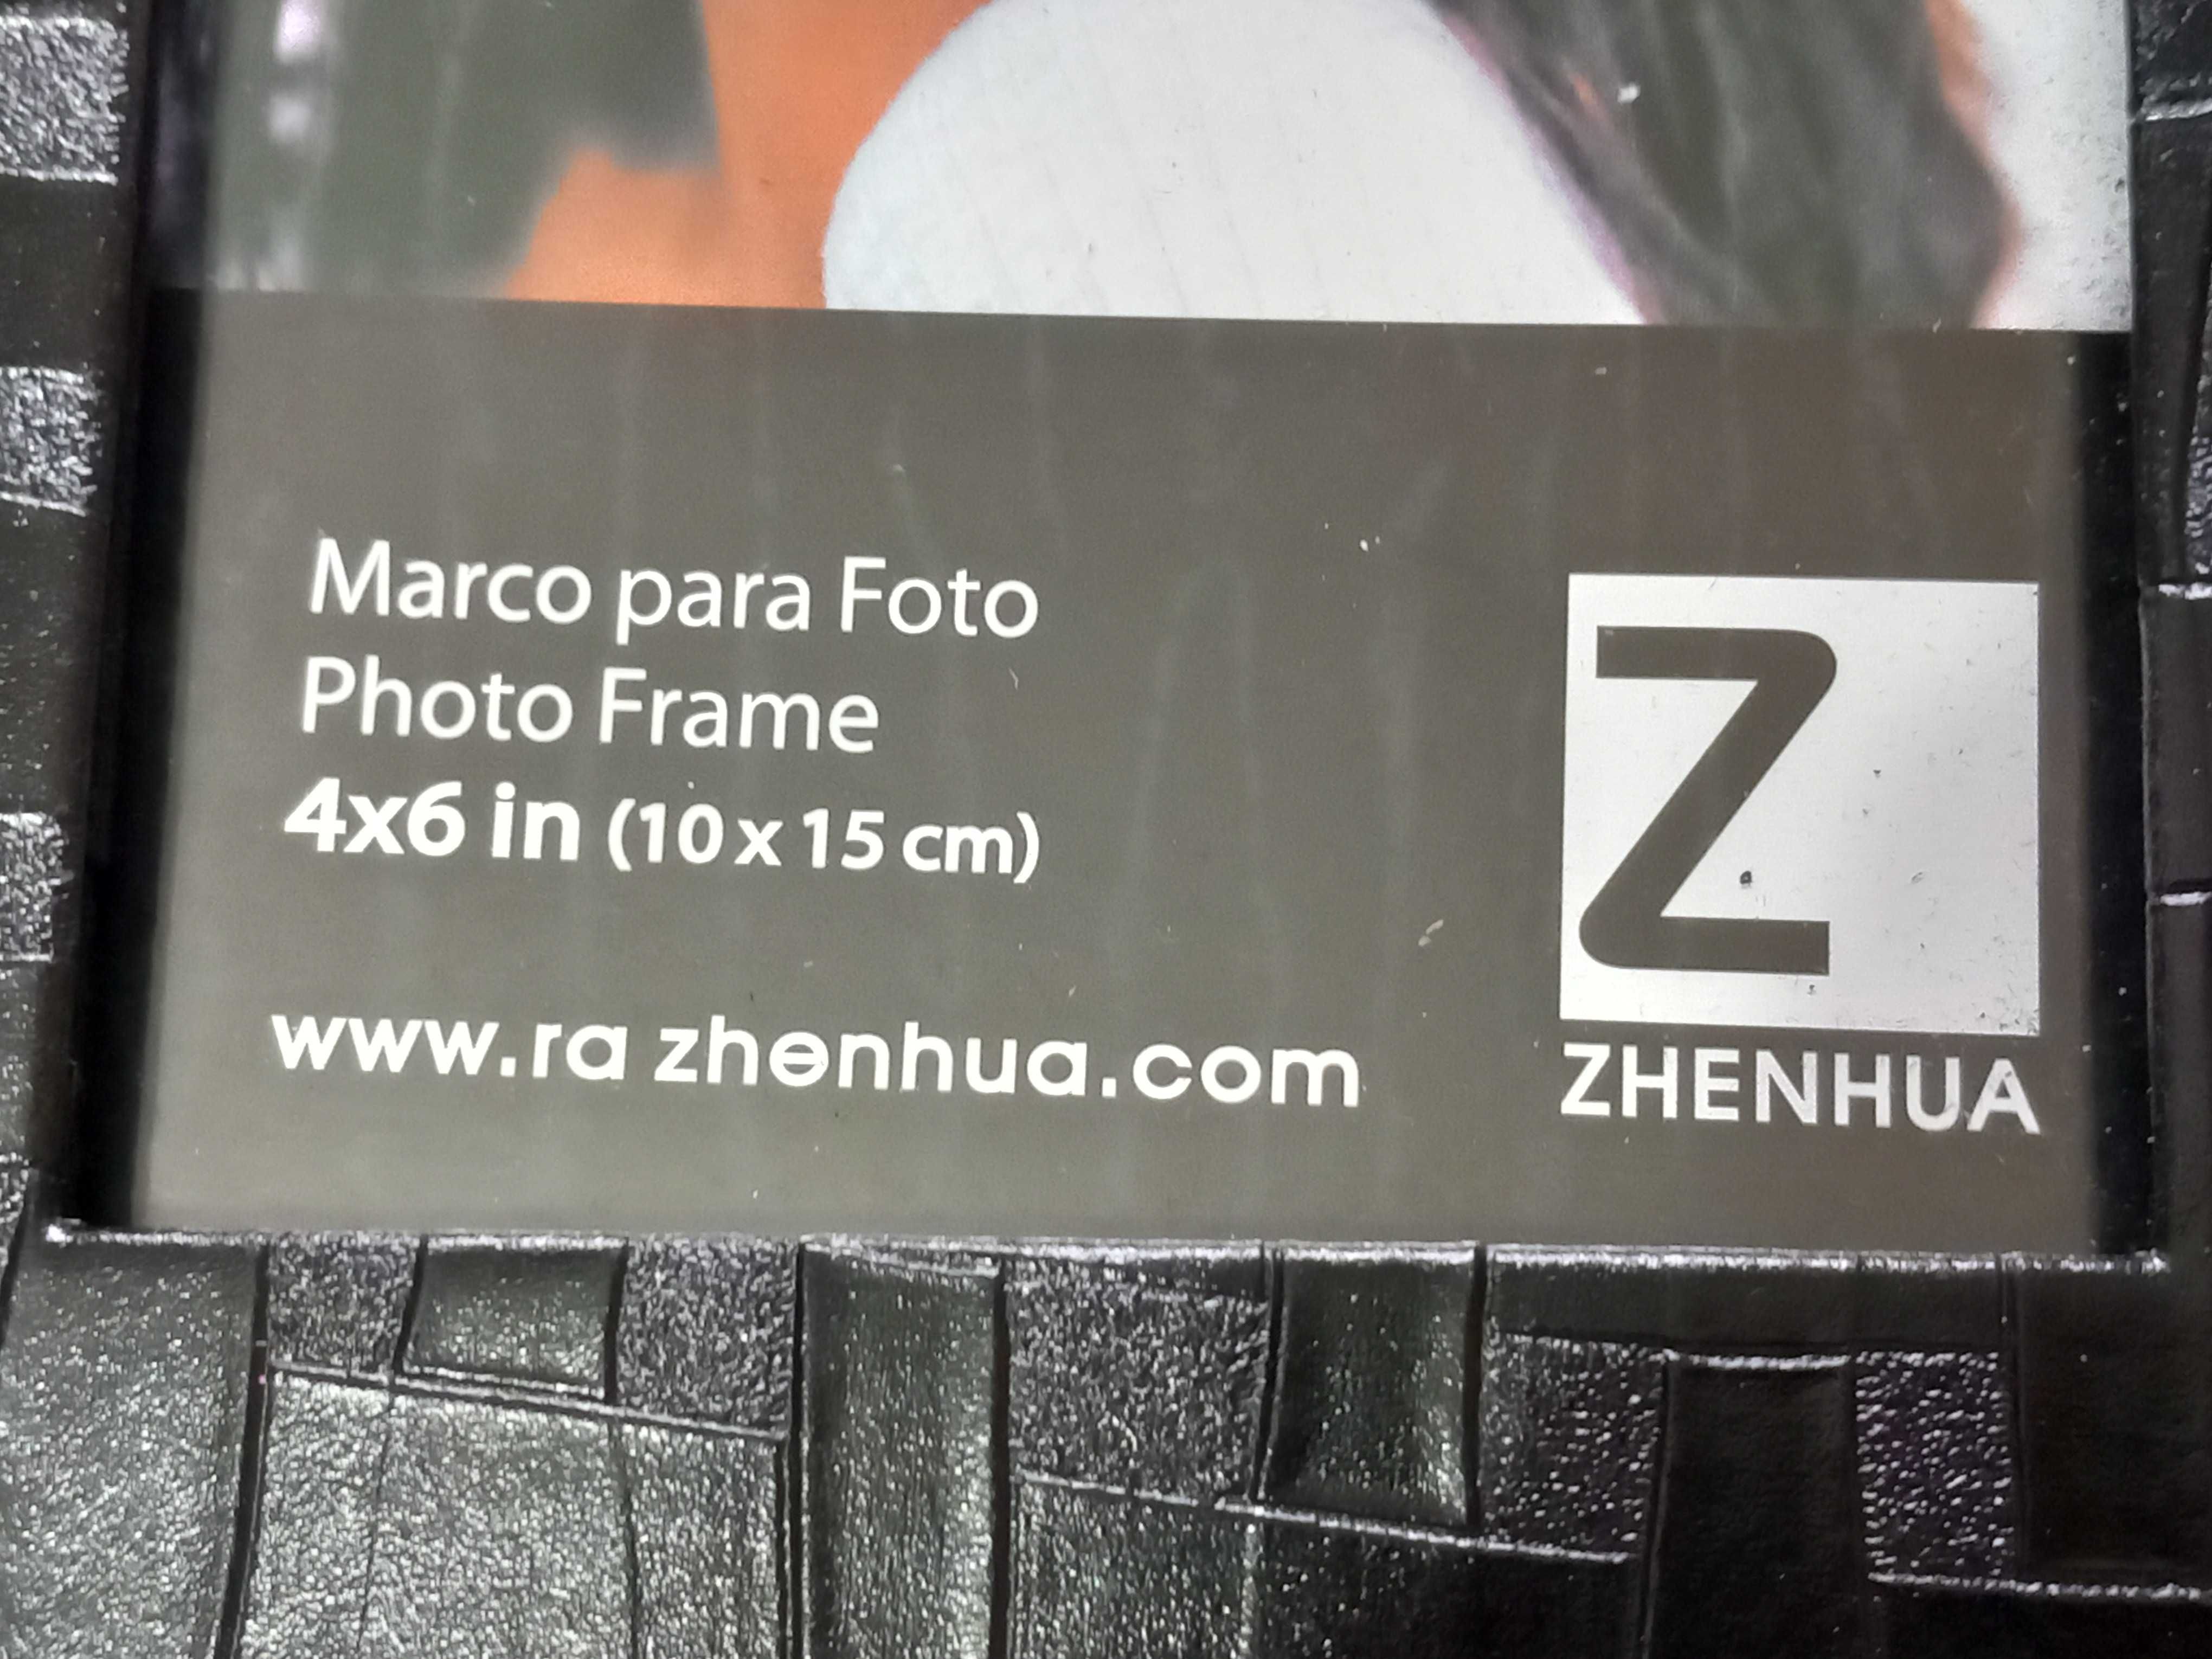 Marco para Foto
Photo Frame
4x6 in (10 x 15 cm)
www.ra zhenhua.com
Z
ZHENHUA